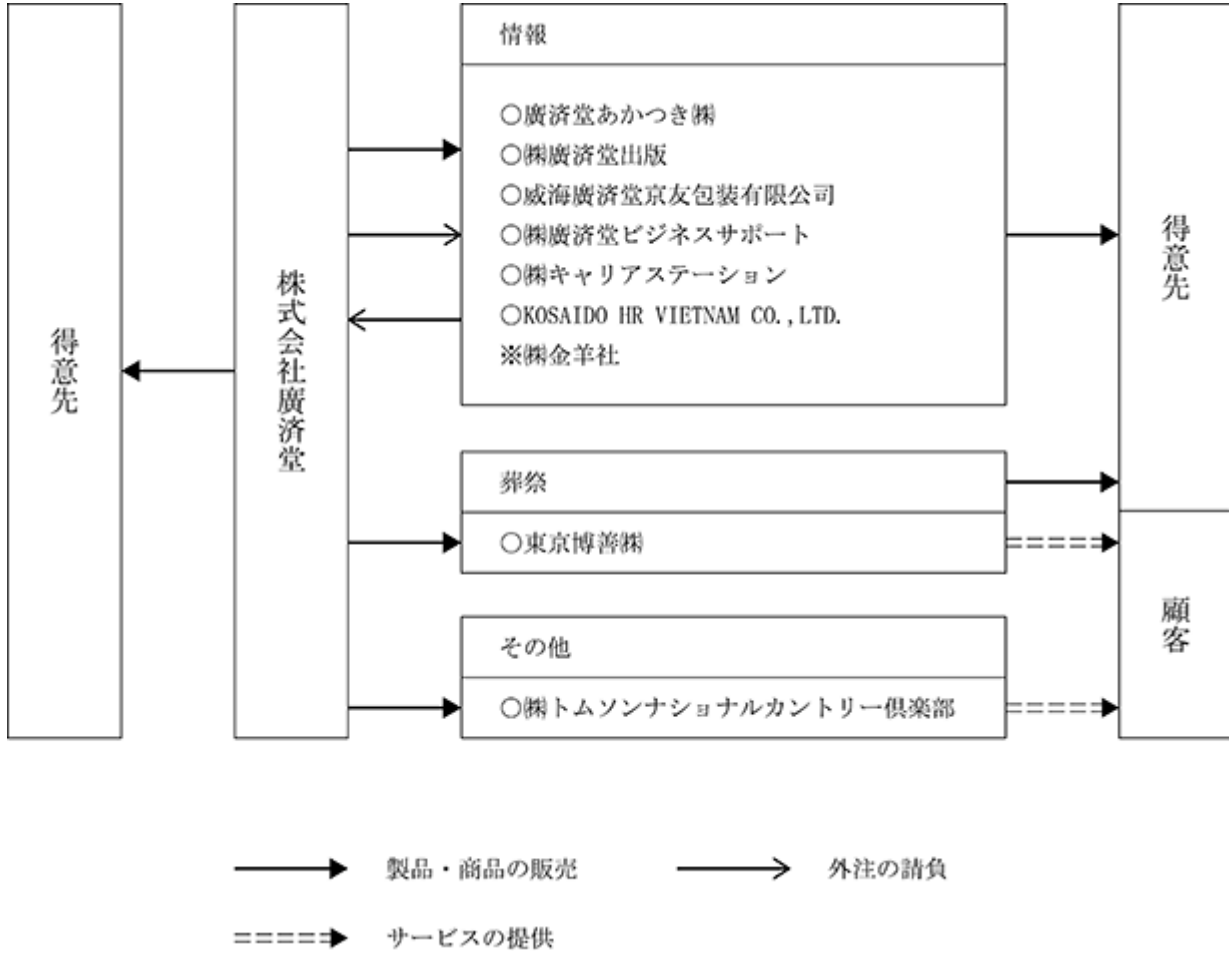 得意先
株式会社廣済堂
情報
○廣済堂あかつき㈱
○㈱廣済堂出版
○威海廣済堂京友包装有限公司
○㈱廣済堂ビジネスサポート
○㈱キャリアステーション
○KOSAIDO HR VIETNAM CO.,LTD.
※㈱金羊社
葬祭
○東京博善㈱
その他
○㈱トムソンナショナルカントリー倶楽部
得意先
顧客
製品・商品の販売
外注の請負
サービスの提供